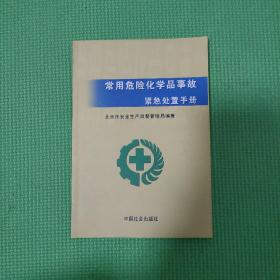 常用危险化学品事故
紧急处置手册
北京市安全生产监督管理局编著
中国社会出版社